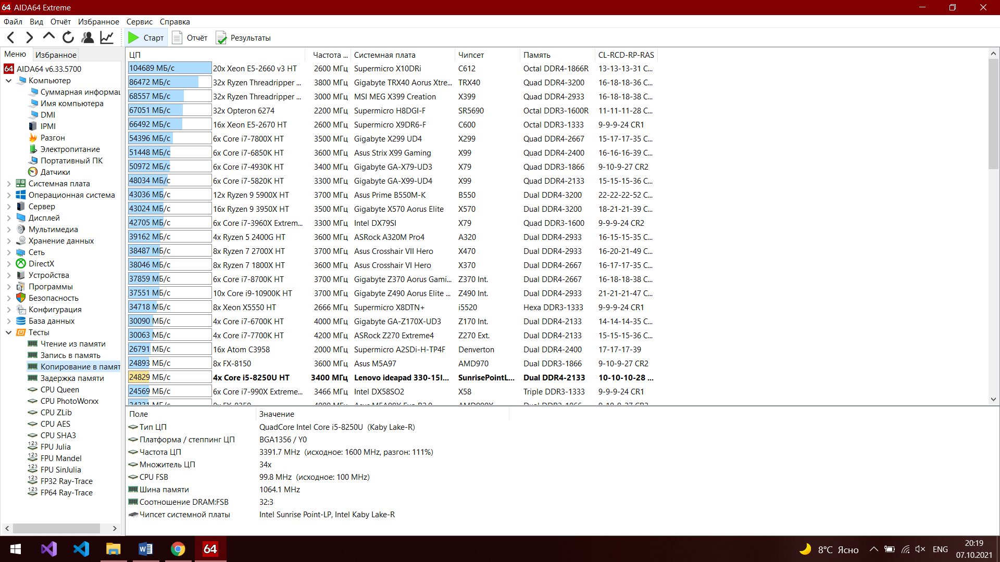 AIDA64 Extreme
Файл Вид Отчёт Избранное Сервис Справка
Старт Отчёт Результаты
Меню Избранное
AIDA64 v6.33.5700
Компьютер
Суммарная информац
Имя компьютера
DMI
IPMI
Разгон
Электропитание
Портативный ПК
Датчики
Системная плата
Операционная система
Сервер
Дисплей
Мультимедиа
Хранение данных
Сеть
DirectX
Устройства
Программы
Безопасность
Конфигурация
База данных
Тесты
Чтение из памяти
Запись в память
Копирование в памят
Задержка памяти
CPU Queen
CPU PhotoWorxx
CPU ZLib
CPU AES
CPU SHA3
FPU Julia
FPU Mandel
FPU SinJulia
FP32 Ray-Trace
FP64 Ray-Trace
ЦП Частота ... Системная плата Чипсет Память CL-RCD-RP-RAS
104689 МБ/с 20x Xeon E5-2660 v3 HT 2600 МГц Supermicro X10DRi C612 Octal DDR4-1866R 13-13-13-31 C...
86472 МБ/с 32x Ryzen Threadripper ... 3800 МГц Gigabyte TRX40 Aorus Xtre... TRX40 Quad DDR4-3200 16-18-18-36 C...
68557 МБ/с 32x Ryzen Threadripper ... 3000 МГц MSI MEG X399 Creation X399 Quad DDR4-2933 16-18-18-38 C...
67051 МБ/с 32x Opteron 6274 2200 МГц Supermicro H8DGI-F SR5690 Octal DDR3-1600R 11-11-11-28 C...
66492 МБ/с 16x Xeon E5-2670 HT 2600 МГц Supermicro X9DR6-F C600 Octal DDR3-1333 9-9-9-24 CR1
54396 МБ/с 6x Core i7-7800X HT 3500 МГц Gigabyte X299 UD4 X299 Quad DDR4-2667 15-17-17-35 C...
51448 МБ/с 6x Core i7-6850K HT 3600 МГц Asus Strix X99 Gaming X99 Quad DDR4-2400 16-16-16-39 C...
50972 МБ/с 6x Core i7-4930K HT 3400 МГц Gigabyte GA-X79-UD3 X79 Quad DDR3-1866 9-10-9-27 CR2
48034 МБ/с 6x Core i7-5820K HT 3300 МГц Gigabyte GA-X99-UD4 X99 Quad DDR4-2133 15-15-15-36 C...
43036 МБ/с 12x Ryzen 9 5900X HT 3700 МГц Asus Prime B550M-K B550 Dual DDR4-3200 22-22-22-52 C...
43024 МБ/с 16x Ryzen 9 3950X HT 3500 МГц Gigabyte X570 Aorus Elite X570 Dual DDR4-3200 18-21-21-39 C...
42705 МБ/с 6x Core i7-3960X Extrem... 3300 МГц Intel DX79SI X79 Quad DDR3-1600 9-9-9-24 CR2
39162 МБ/с 4x Ryzen 5 2400G HT 3600 МГц ASRock A320M Pro4 A320 Dual DDR4-2933 16-15-15-35 C...
38487 МБ/с 8x Ryzen 7 2700X HT 3700 МГц Asus Crosshair VII Hero X470 Dual DDR4-2933 16-20-21-49 C...
38046 МБ/с 8x Ryzen 7 1800X HT 3600 МГц Asus Crosshair VI Hero X370 Dual DDR4-2667 16-17-17-35 C...
37859 МБ/с 6x Core i7-8700K HT 3700 МГц Gigabyte Z370 Aorus Gami... Z370 Int. Dual DDR4-2667 16-18-18-38 C...
37551 МБ/с 10x Core i9-10900K HT 3700 МГц Gigabyte Z490 Aorus Elite ... Z490 Int. Dual DDR4-2933 21-21-21-47 C...
34718 МБ/с 8x Xeon X5550 HT 2666 МГц Supermicro X8DTN+ i5520 Hexa DDR3-1333 9-9-9-24 CR1
30090 МБ/с 4x Core i7-6700K HT 4000 МГц Gigabyte GA-Z170X-UD3 Z170 Int. Dual DDR4-2133 14-14-14-35 C...
30063 МБ/с 4x Core i7-7700K HT 4200 МГц ASRock Z270 Extreme4 Z270 Ext. Dual DDR4-2133 15-15-15-36 C...
26791 МБ/с 16x Atom C3958 2000 МГц Supermicro A2SDi-H-TP4F Denverton Dual DDR4-2400 17-17-17-39
24893 МБ/с 8x FX-8150 3600 МГц Asus M5A97 AMD970 Dual DDR3-1866 9-10-9-27 CR2
24829 МБ/с 4x Core i5-8250U HT 3400 МГц Lenovo ideapad 330-15I... SunrisePointL... Dual DDR4-2133 10-10-10-28 ...
24569 МБ/с 6x Core i7-990X Extreme... 3466 МГц Intel DX58SO2 X58 Triple DDR3-1333 9-9-9-24 CR1
Поле Значение
Тип ЦП QuadCore Intel Core i5-8250U (Kaby Lake-R)
Платформа / степпинг ЦП BGA1356 / Y0
Частота ЦП 3391.7 MHz (исходное: 1600 MHz, разгон: 111%)
Множитель ЦП 34x
CPU FSB 99.8 MHz (исходное: 100 MHz)
Шина памяти 1064.1 MHz
Соотношение DRAM:FSB 32:3
Чипсет системной платы Intel Sunrise Point-LP, Intel Kaby Lake-R
64
8°C Ясно ENG 20:19
07.10.2021